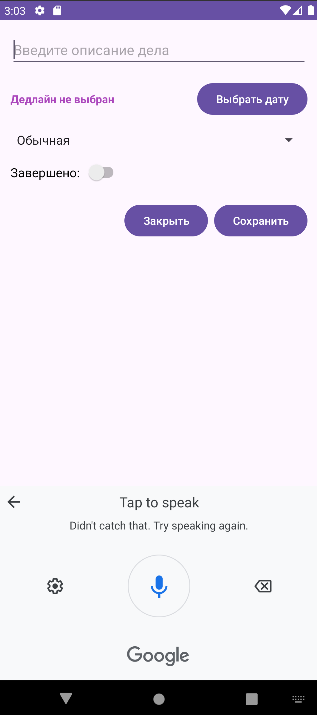 3:03
Введите описание дела
Дедлайн не выбран
Выбрать дату
Обычная
Завершено:
Закрыть
Сохранить
Tap to speak
Didn't catch that. Try speaking again.
Google